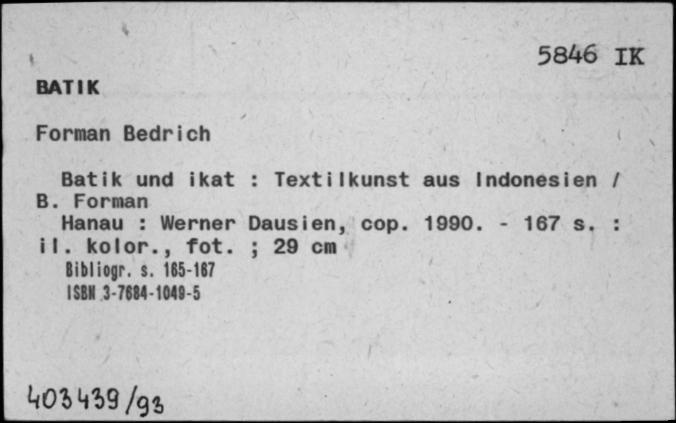 5846 IK
BATIK
Forman Bedrich
Batik und ikat : Textilkunst aus Indonesien /
B. Forman
Hanau : Werner Dausien, cop. 1990. - 167 s. :
il. kolor., fot. ; 29 cm
Bibliogr. s. 165-167
ISBN 3-7684-1049-5
403439/93